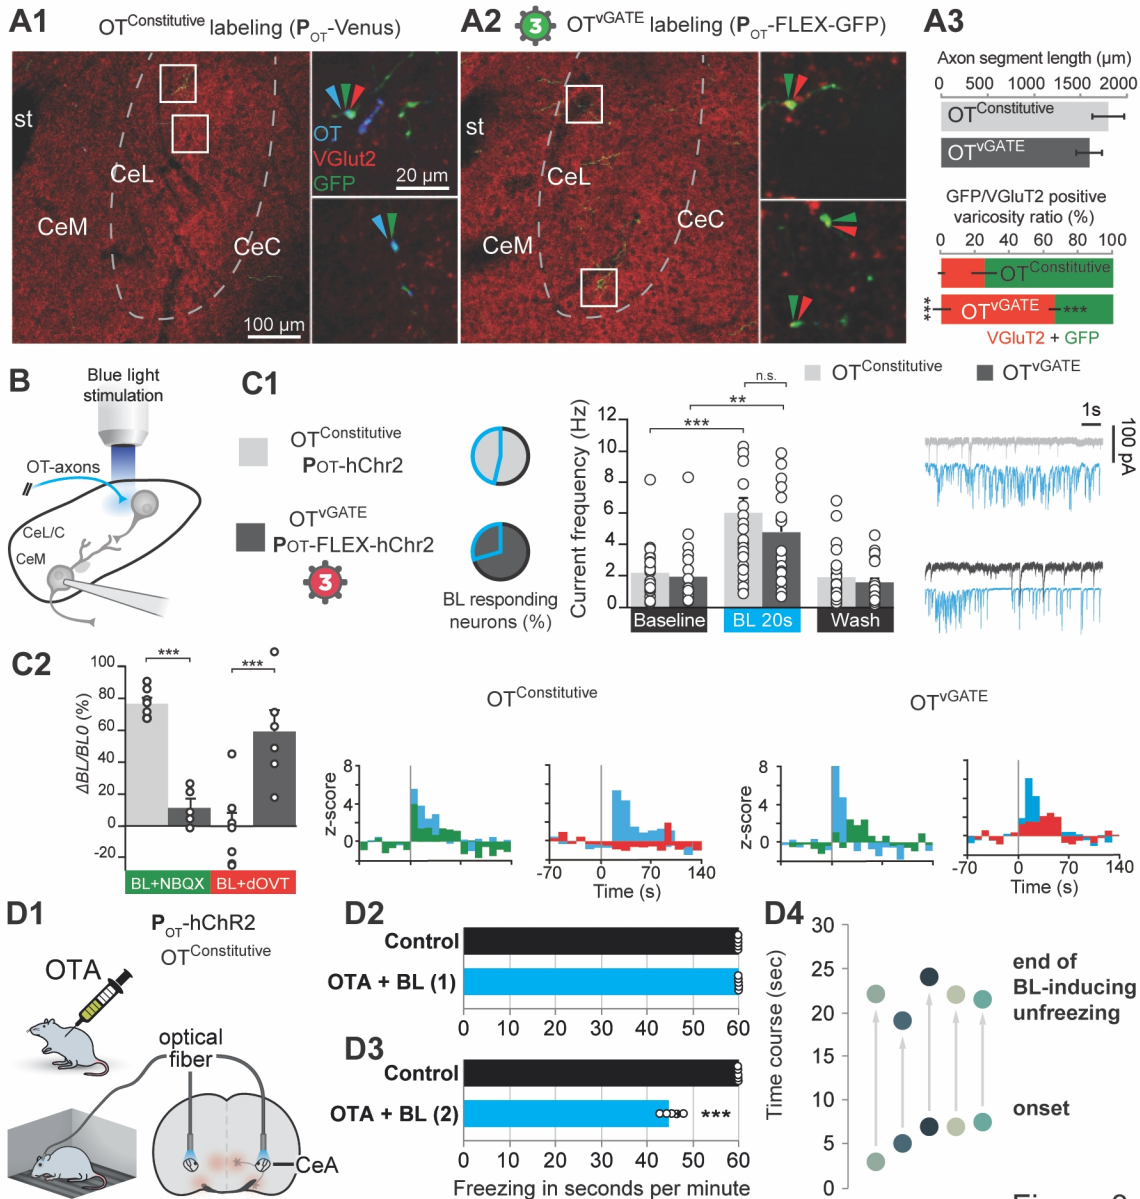 A1
OTConstitutive labeling (POT-Venus)
st
CeL
CeM
CeC
100 µm
OT
VGlut2
GFP
20 µm
A2
3
OTvGATE labeling (POT-FLEX-GFP)
st
CeL
CeM
CeC
A3
Axon segment length (µm)
0 500 1000 1500 2000
OTConstitutive
OTvGATE
GFP/VGluT2 positive
varicosity ratio (%)
0 20 40 60 80 100
OTConstitutive
*** OTvGATE ***
VGluT2 + GFP
B
Blue light
stimulation
OT-axons
CeL/C
CeM
C1
OTConstitutive
POT-hChr2
OTvGATE
POT-FLEX-hChr2
3
BL responding
neurons (%)
OTConstitutive OTvGATE
n.s.
**
***
Current frequency (Hz)
12
10
8
6
4
2
0
Baseline BL 20s Wash
1s
100 pA
C2
*** ***
ΔBL/BL0 (%)
100
80
60
40
20
0
-20
BL+NBQX BL+dOVT
OTConstitutive
z-score
8
4
0
-70 0 70 140
Time (s)
OTvGATE
z-score
8
4
0
-70 0 70 140
Time (s)
D1
POT-hChR2
OTConstitutive
OTA
optical
fiber
CeA
D2
Control
OTA + BL (1)
0 10 20 30 40 50 60
D3
Control
OTA + BL (2)
***
0 10 20 30 40 50 60
Freezing in seconds per minute
D4
Time course (sec)
30
25
20
15
10
5
0
end of
BL-inducing
unfreezing
onset